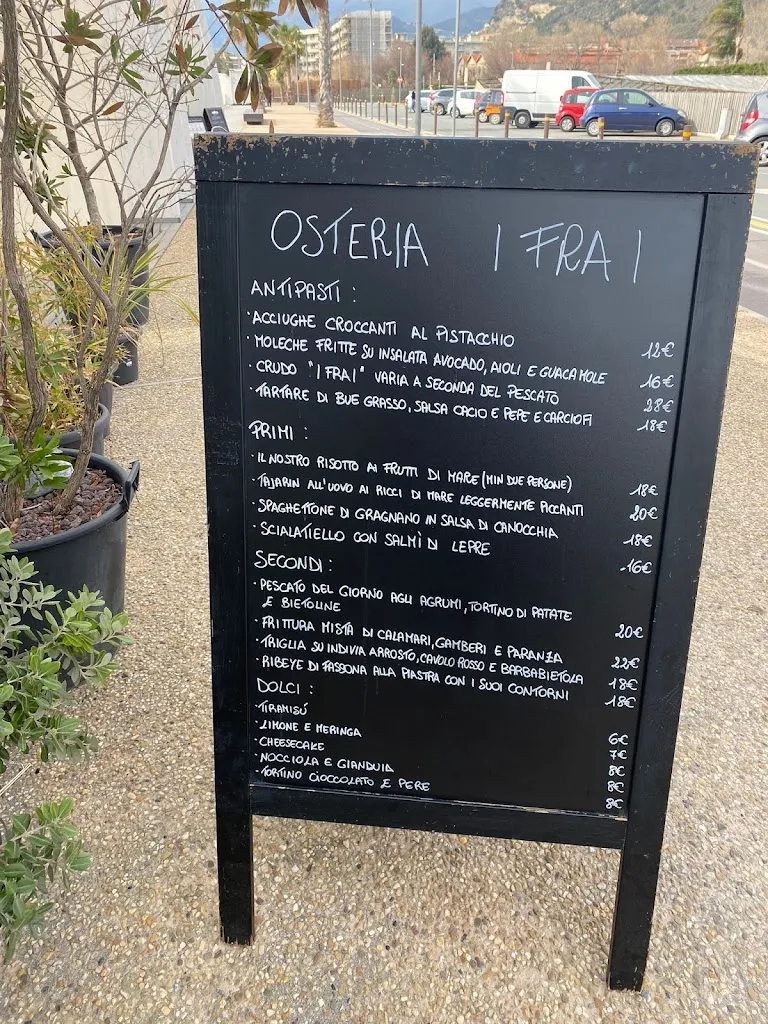 OSTERIA I FRAI
ANTIPASTI :
· ACCIUGHE CROCCANTI AL PISTACCHIO 12€
· MOLECHE FRITTE SU INSALATA AVOCADO, AIOLI E GUACAMOLE 16€
· CRUDO "I FRAI" VARIA A SECONDA DEL PESCATO 28€
· TARTARE DI BUE GRASSO, SALSA CACIO E PEPE E CARCIOFI 18€
PRIMI :
· IL NOSTRO RISOTTO AI FRUTTI DI MARE (MIN DUE PERSONE) 18€
· TAJARIN ALL'UOVO AI RICCI DI MARE LEGGERMENTE PICCANTI 20€
· SPAGHETTONE DI GRAGNANO IN SALSA DI CANOCCHIA 18€
· SCIALATIELLO CON SALMÌ DI LEPRE 16€
SECONDI :
· PESCATO DEL GIORNO AGLI AGRUMI, TORTINO DI PATATE
E BIETOLINE 20€
· FRITTURA MISTA DI CALAMARI, GAMBERI E PARANZA 22€
· TRIGLIA SU INDIVIA ARROSTO, CAVOLO ROSSO E BARBABIETOLA 18€
· RIBEYE DI FASSONA ALLA PIASTRA CON I SUOI CONTORNI 18€
DOLCI :
· TIRAMISÚ 6€
· LIMONE E MERINGA 7€
· CHEESECAKE 8€
· NOCCIOLA E GIANDUIA 8€
· TORTINO CIOCCOLATO E PERE 8€